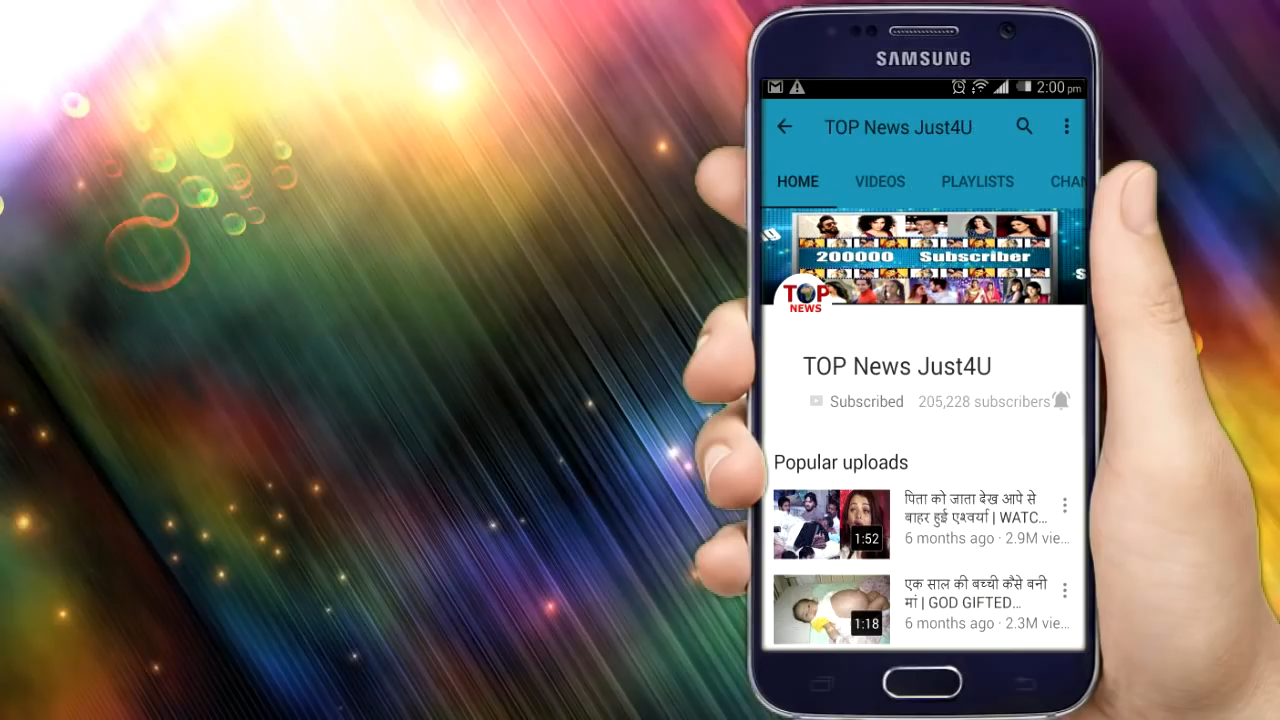 SAMSUNG
2:00 pm
TOP News Just4U
HOME VIDEOS PLAYLISTS CHAN
200000 Subscriber
TOP
NEWS
TOP News Just4U
Subscribed 205,228 subscribers
Popular uploads
पिता को जाता देख आपे से
बाहर हुई एश्वर्या | WATC...
6 months ago · 2.9M vie...
1:52
एक साल की बच्ची कैसे बनी
मां | GOD GIFTED...
6 months ago · 2.3M vie...
1:18